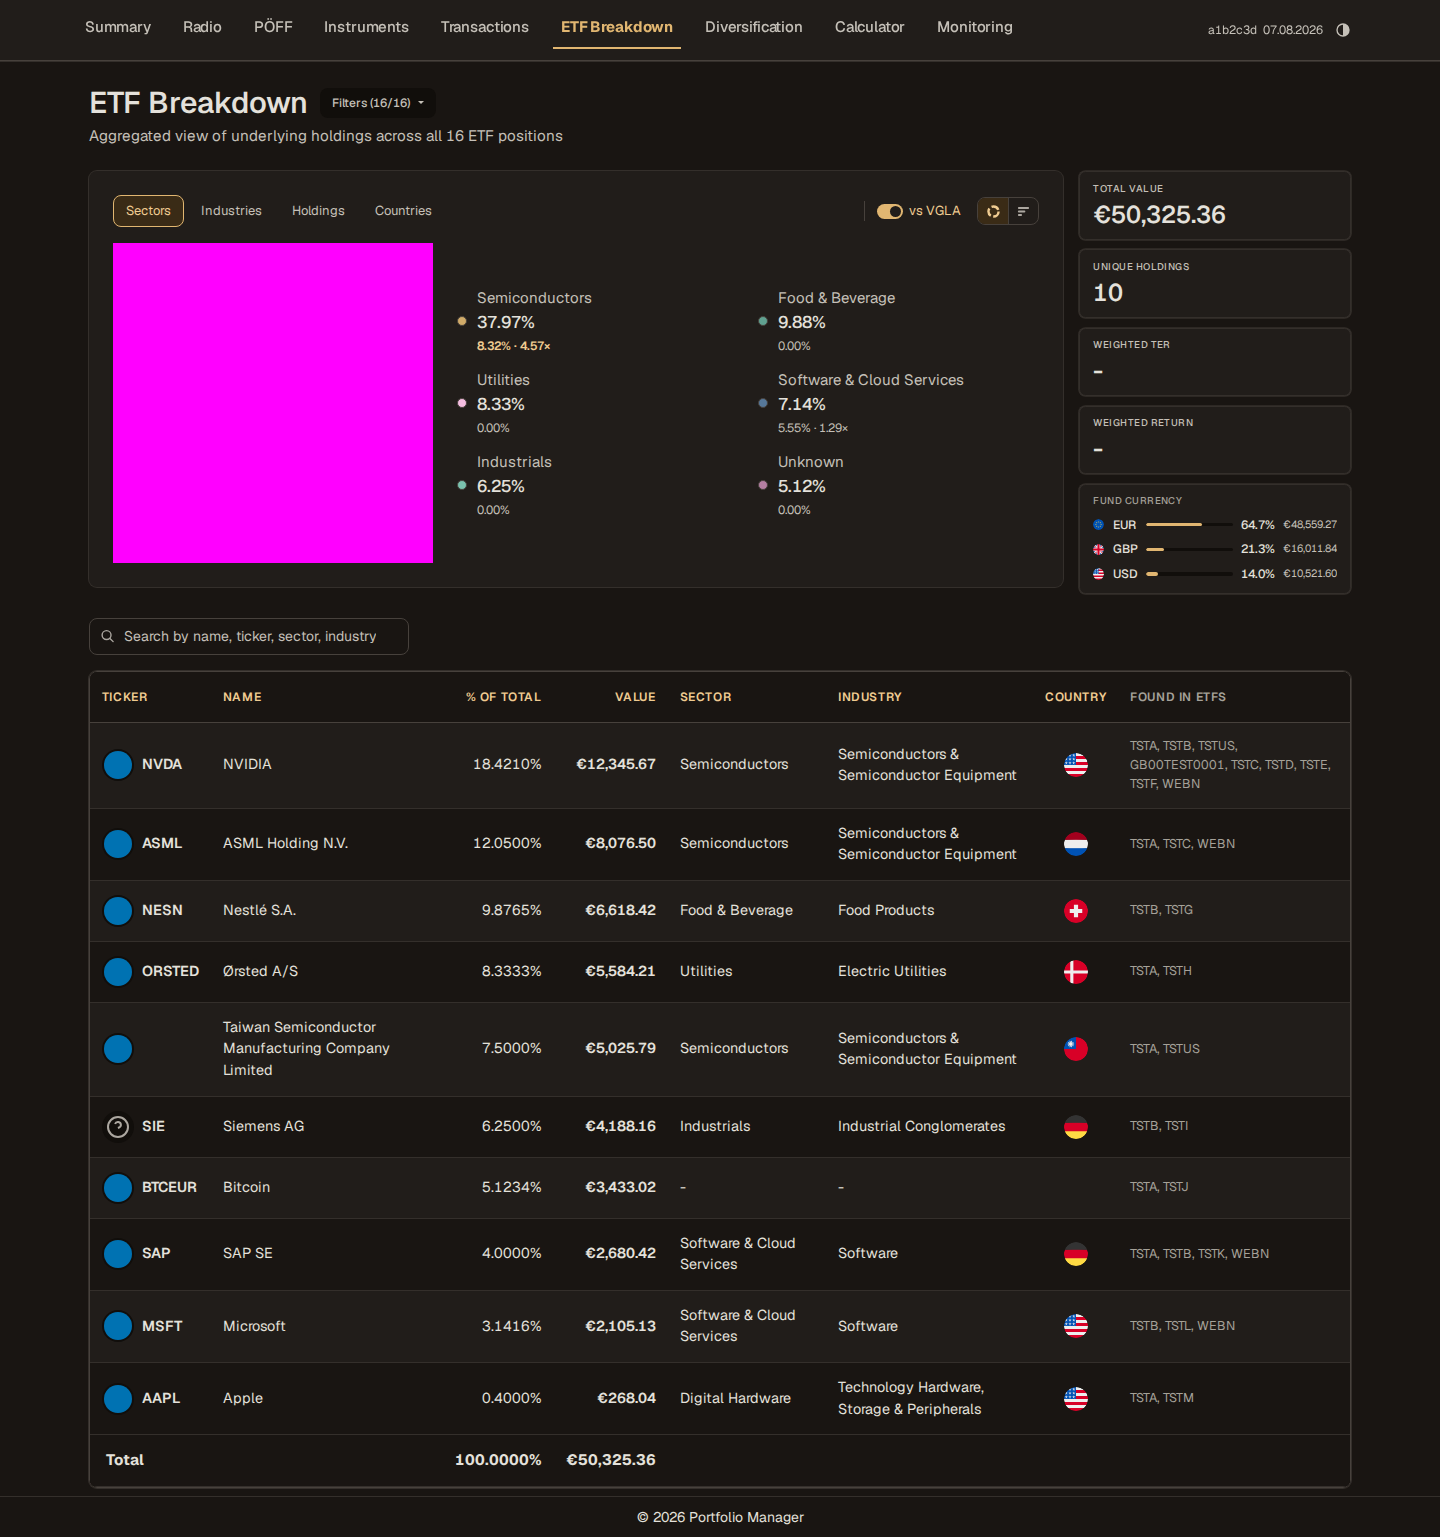 Summary Radio PÖFF Instruments Transactions ETF Breakdown Diversification Calculator Monitoring a1b2c3d 07.08.2026
ETF Breakdown Filters (16/16)
Aggregated view of underlying holdings across all 16 ETF positions
Sectors Industries Holdings Countries vs VGLA
Semiconductors
37.97%
8.32% · 4.57×
Food & Beverage
9.88%
0.00%
Utilities
8.33%
0.00%
Software & Cloud Services
7.14%
5.55% · 1.29×
Industrials
6.25%
0.00%
Unknown
5.12%
0.00%
TOTAL VALUE
€50,325.36
UNIQUE HOLDINGS
10
WEIGHTED TER
-
WEIGHTED RETURN
-
FUND CURRENCY
EUR 64.7% €48,559.27
GBP 21.3% €16,011.84
USD 14.0% €10,521.60
Search by name, ticker, sector, industry
TICKER NAME % OF TOTAL VALUE SECTOR INDUSTRY COUNTRY FOUND IN ETFS
NVDA NVIDIA 18.4210% €12,345.67 Semiconductors Semiconductors & Semiconductor Equipment TSTA, TSTB, TSTUS, GB00TEST0001, TSTC, TSTD, TSTE, TSTF, WEBN
ASML ASML Holding N.V. 12.0500% €8,076.50 Semiconductors Semiconductors & Semiconductor Equipment TSTA, TSTC, WEBN
NESN Nestlé S.A. 9.8765% €6,618.42 Food & Beverage Food Products TSTB, TSTG
ORSTED Ørsted A/S 8.3333% €5,584.21 Utilities Electric Utilities TSTA, TSTH
Taiwan Semiconductor Manufacturing Company Limited 7.5000% €5,025.79 Semiconductors Semiconductors & Semiconductor Equipment TSTA, TSTUS
SIE Siemens AG 6.2500% €4,188.16 Industrials Industrial Conglomerates TSTB, TSTI
BTCEUR Bitcoin 5.1234% €3,433.02 - - TSTA, TSTJ
SAP SAP SE 4.0000% €2,680.42 Software & Cloud Services Software TSTA, TSTB, TSTK, WEBN
MSFT Microsoft 3.1416% €2,105.13 Software & Cloud Services Software TSTB, TSTL, WEBN
AAPL Apple 0.4000% €268.04 Digital Hardware Technology Hardware, Storage & Peripherals TSTA, TSTM
Total 100.0000% €50,325.36
© 2026 Portfolio Manager